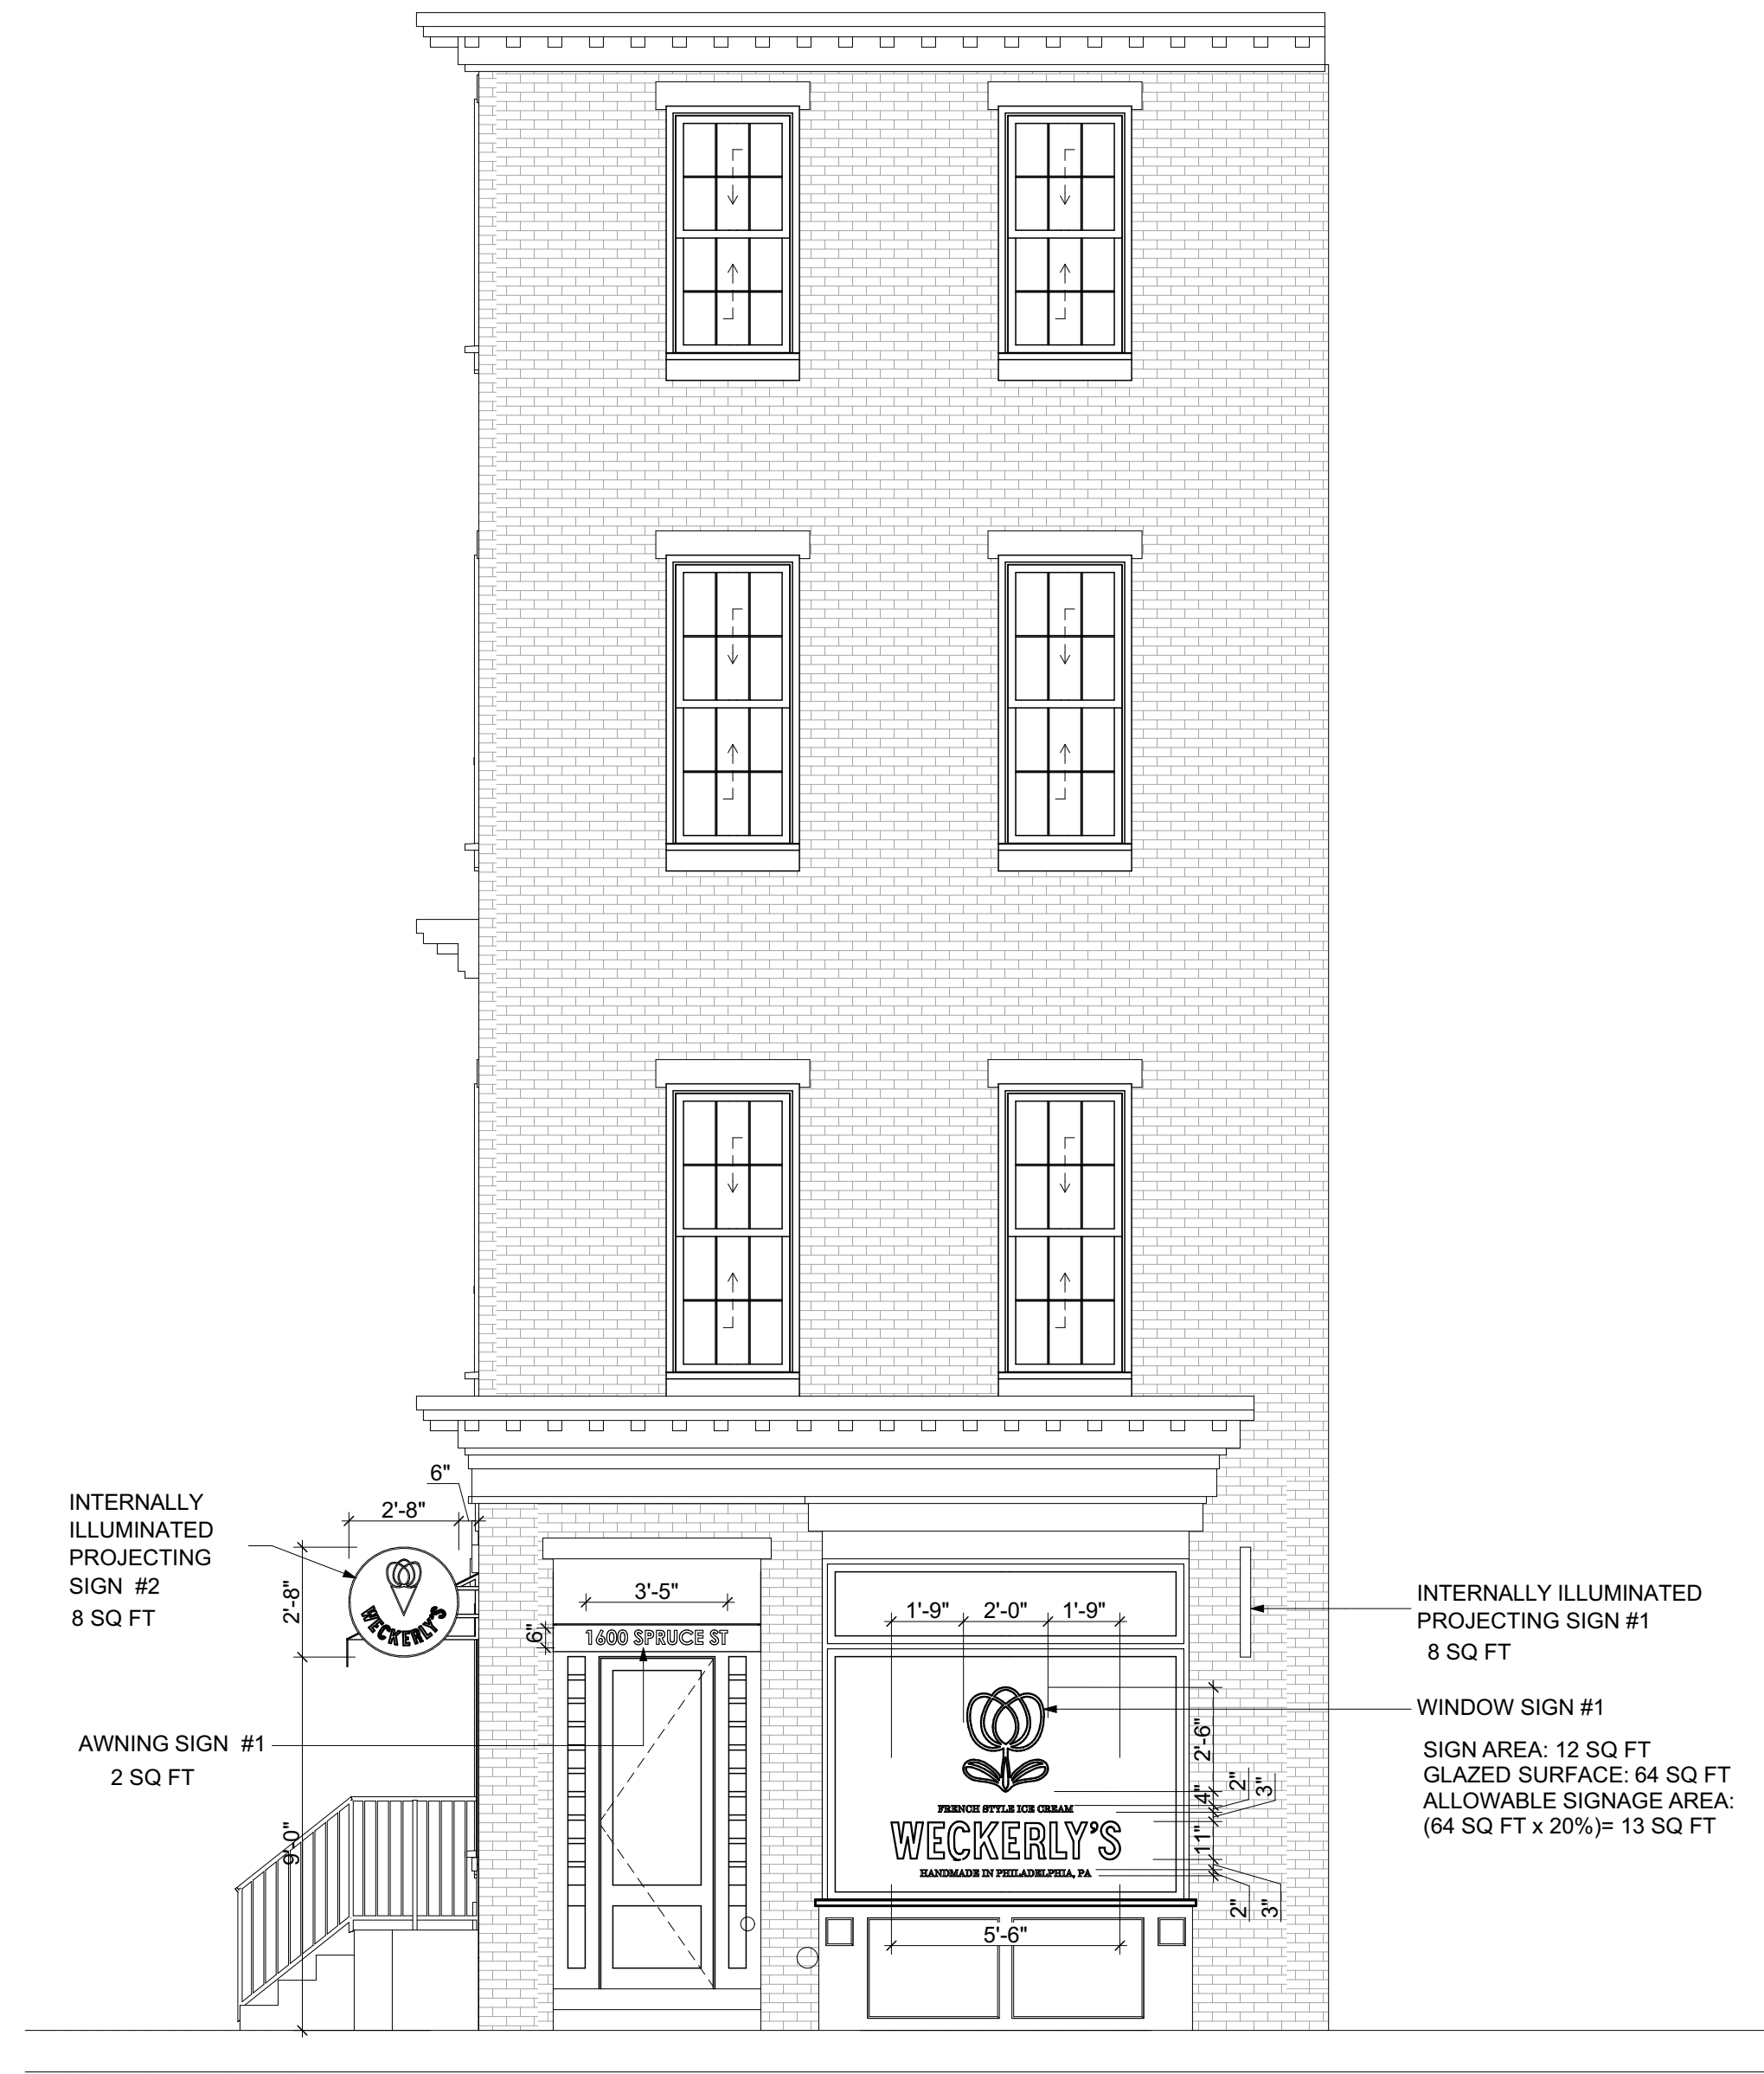 6"
2'-8"
INTERNALLY
ILLUMINATED
PROJECTING
SIGN #2
8 SQ FT
2'-8"
WECKERLY'S
9'-0"
AWNING SIGN #1
2 SQ FT
3'-5"
6"
1600 SPRUCE ST
1'-9" 2'-0" 1'-9"
2'-6"
4"
2"
3"
11"
2"
3"
FRENCH STYLE ICE CREAM
WECKERLY'S
HANDMADE IN PHILADELPHIA, PA
5'-6"
INTERNALLY ILLUMINATED
PROJECTING SIGN #1
8 SQ FT
WINDOW SIGN #1
SIGN AREA: 12 SQ FT
GLAZED SURFACE: 64 SQ FT
ALLOWABLE SIGNAGE AREA:
(64 SQ FT x 20%)= 13 SQ FT